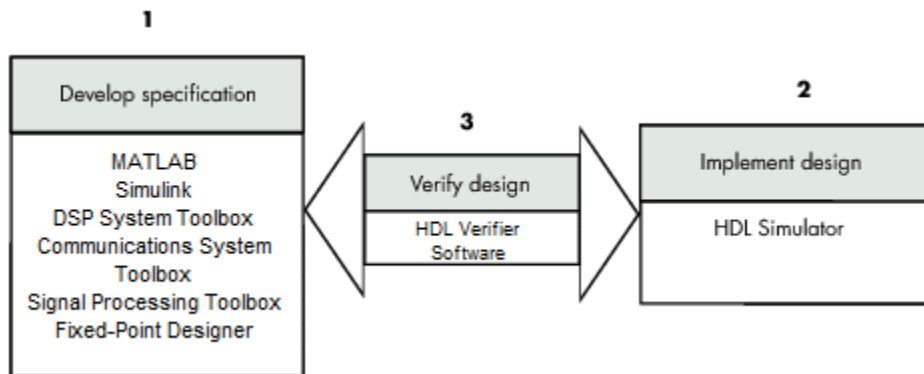 1
Develop specification
MATLAB
Simulink
DSP System Toolbox
Communications System
Toolbox
Signal Processing Toolbox
Fixed-Point Designer
3
Verify design
HDL Verifier
Software
2
Implement design
HDL Simulator